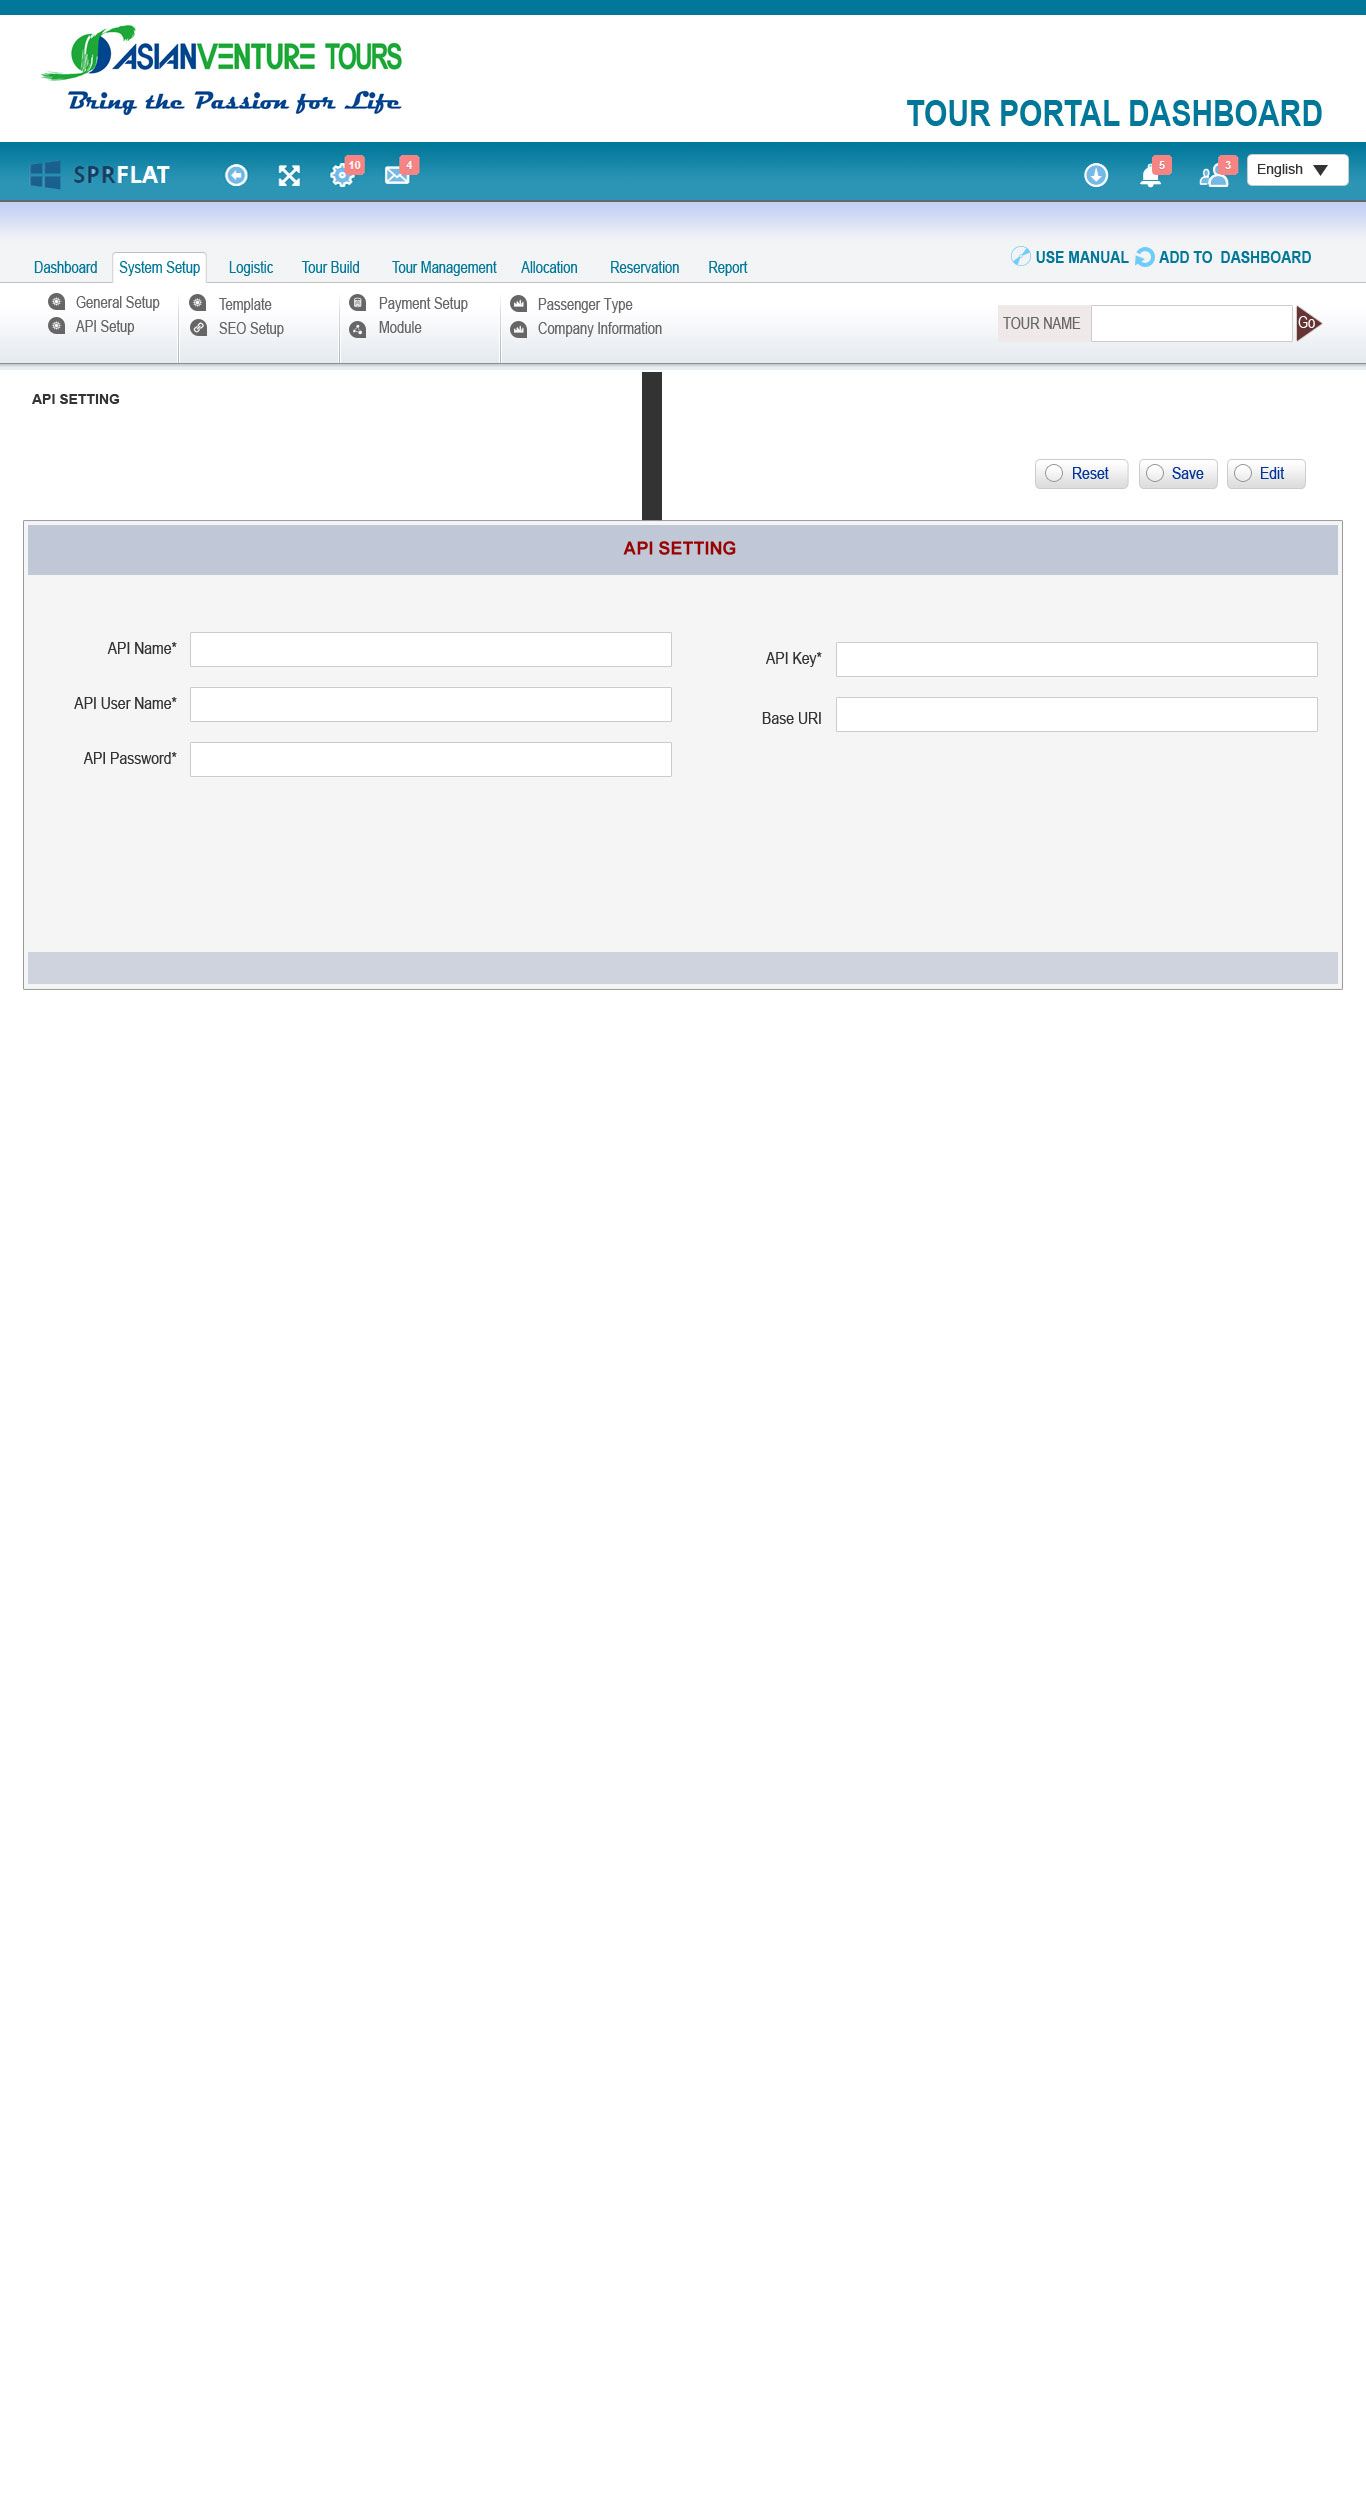 ASIANVENTURE TOURS
Bring the Passion for Life
TOUR PORTAL DASHBOARD
SPRFLAT 10 4 5 3 English
USE MANUAL ADD TO DASHBOARD
Dashboard System Setup Logistic Tour Build Tour Management Allocation Reservation Report
General Setup Template Payment Setup Passenger Type
API Setup SEO Setup Module Company Information
TOUR NAME Go
API SETTING
Reset Save Edit
API SETTING
API Name*
API Key*
API User Name*
Base URI
API Password*